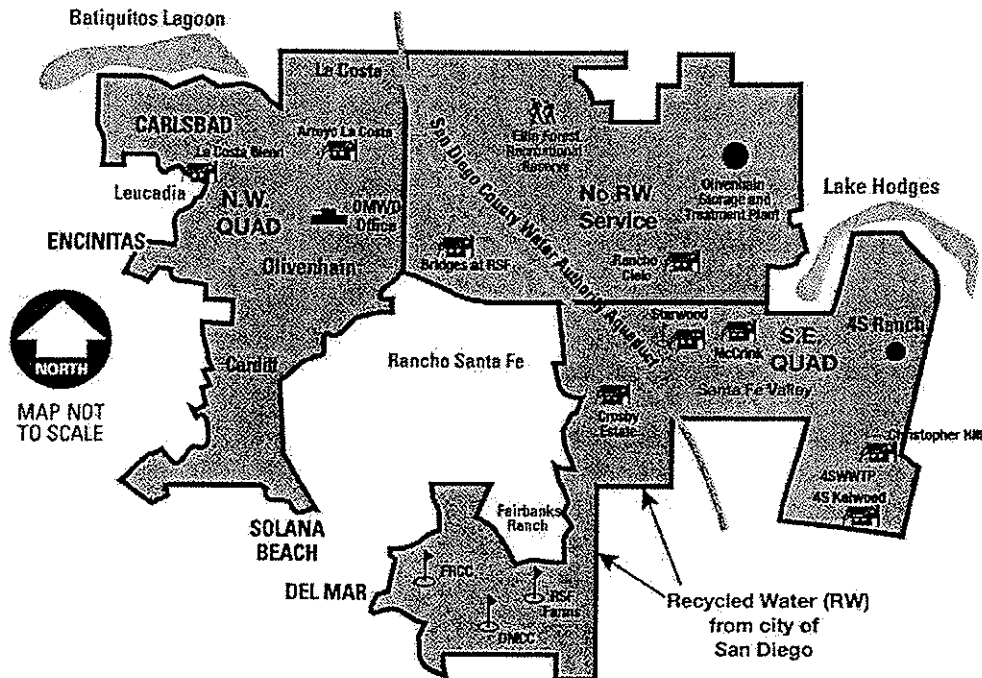 Batiquitos Lagoon
La Costa
CARLSBAD
Arroyo La Costa
La Costa Glen
Leucadia
N.W.
QUAD
OMWD
Office
ENCINITAS
Olivenhain
Elfin Forest
Recreational
Reserve
San Diego County Water Authority Aqueduct
No RW
Service
Olivenhain
Storage and
Treatment Plant
Lake Hodges
Bridges at RSF
Rancho
Cielo
NORTH
MAP NOT
TO SCALE
Cardiff
Rancho Santa Fe
Starwood
McCrink
S.E.
QUAD
4S Ranch
Santa Fe Valley
Crosby
Estate
Christopher Hill
4SWWTP
4S Kelwood
SOLANA
BEACH
Fairbanks
Ranch
DEL MAR
FRCC
RSF
Farms
DMCC
Recycled Water (RW)
from city of
San Diego